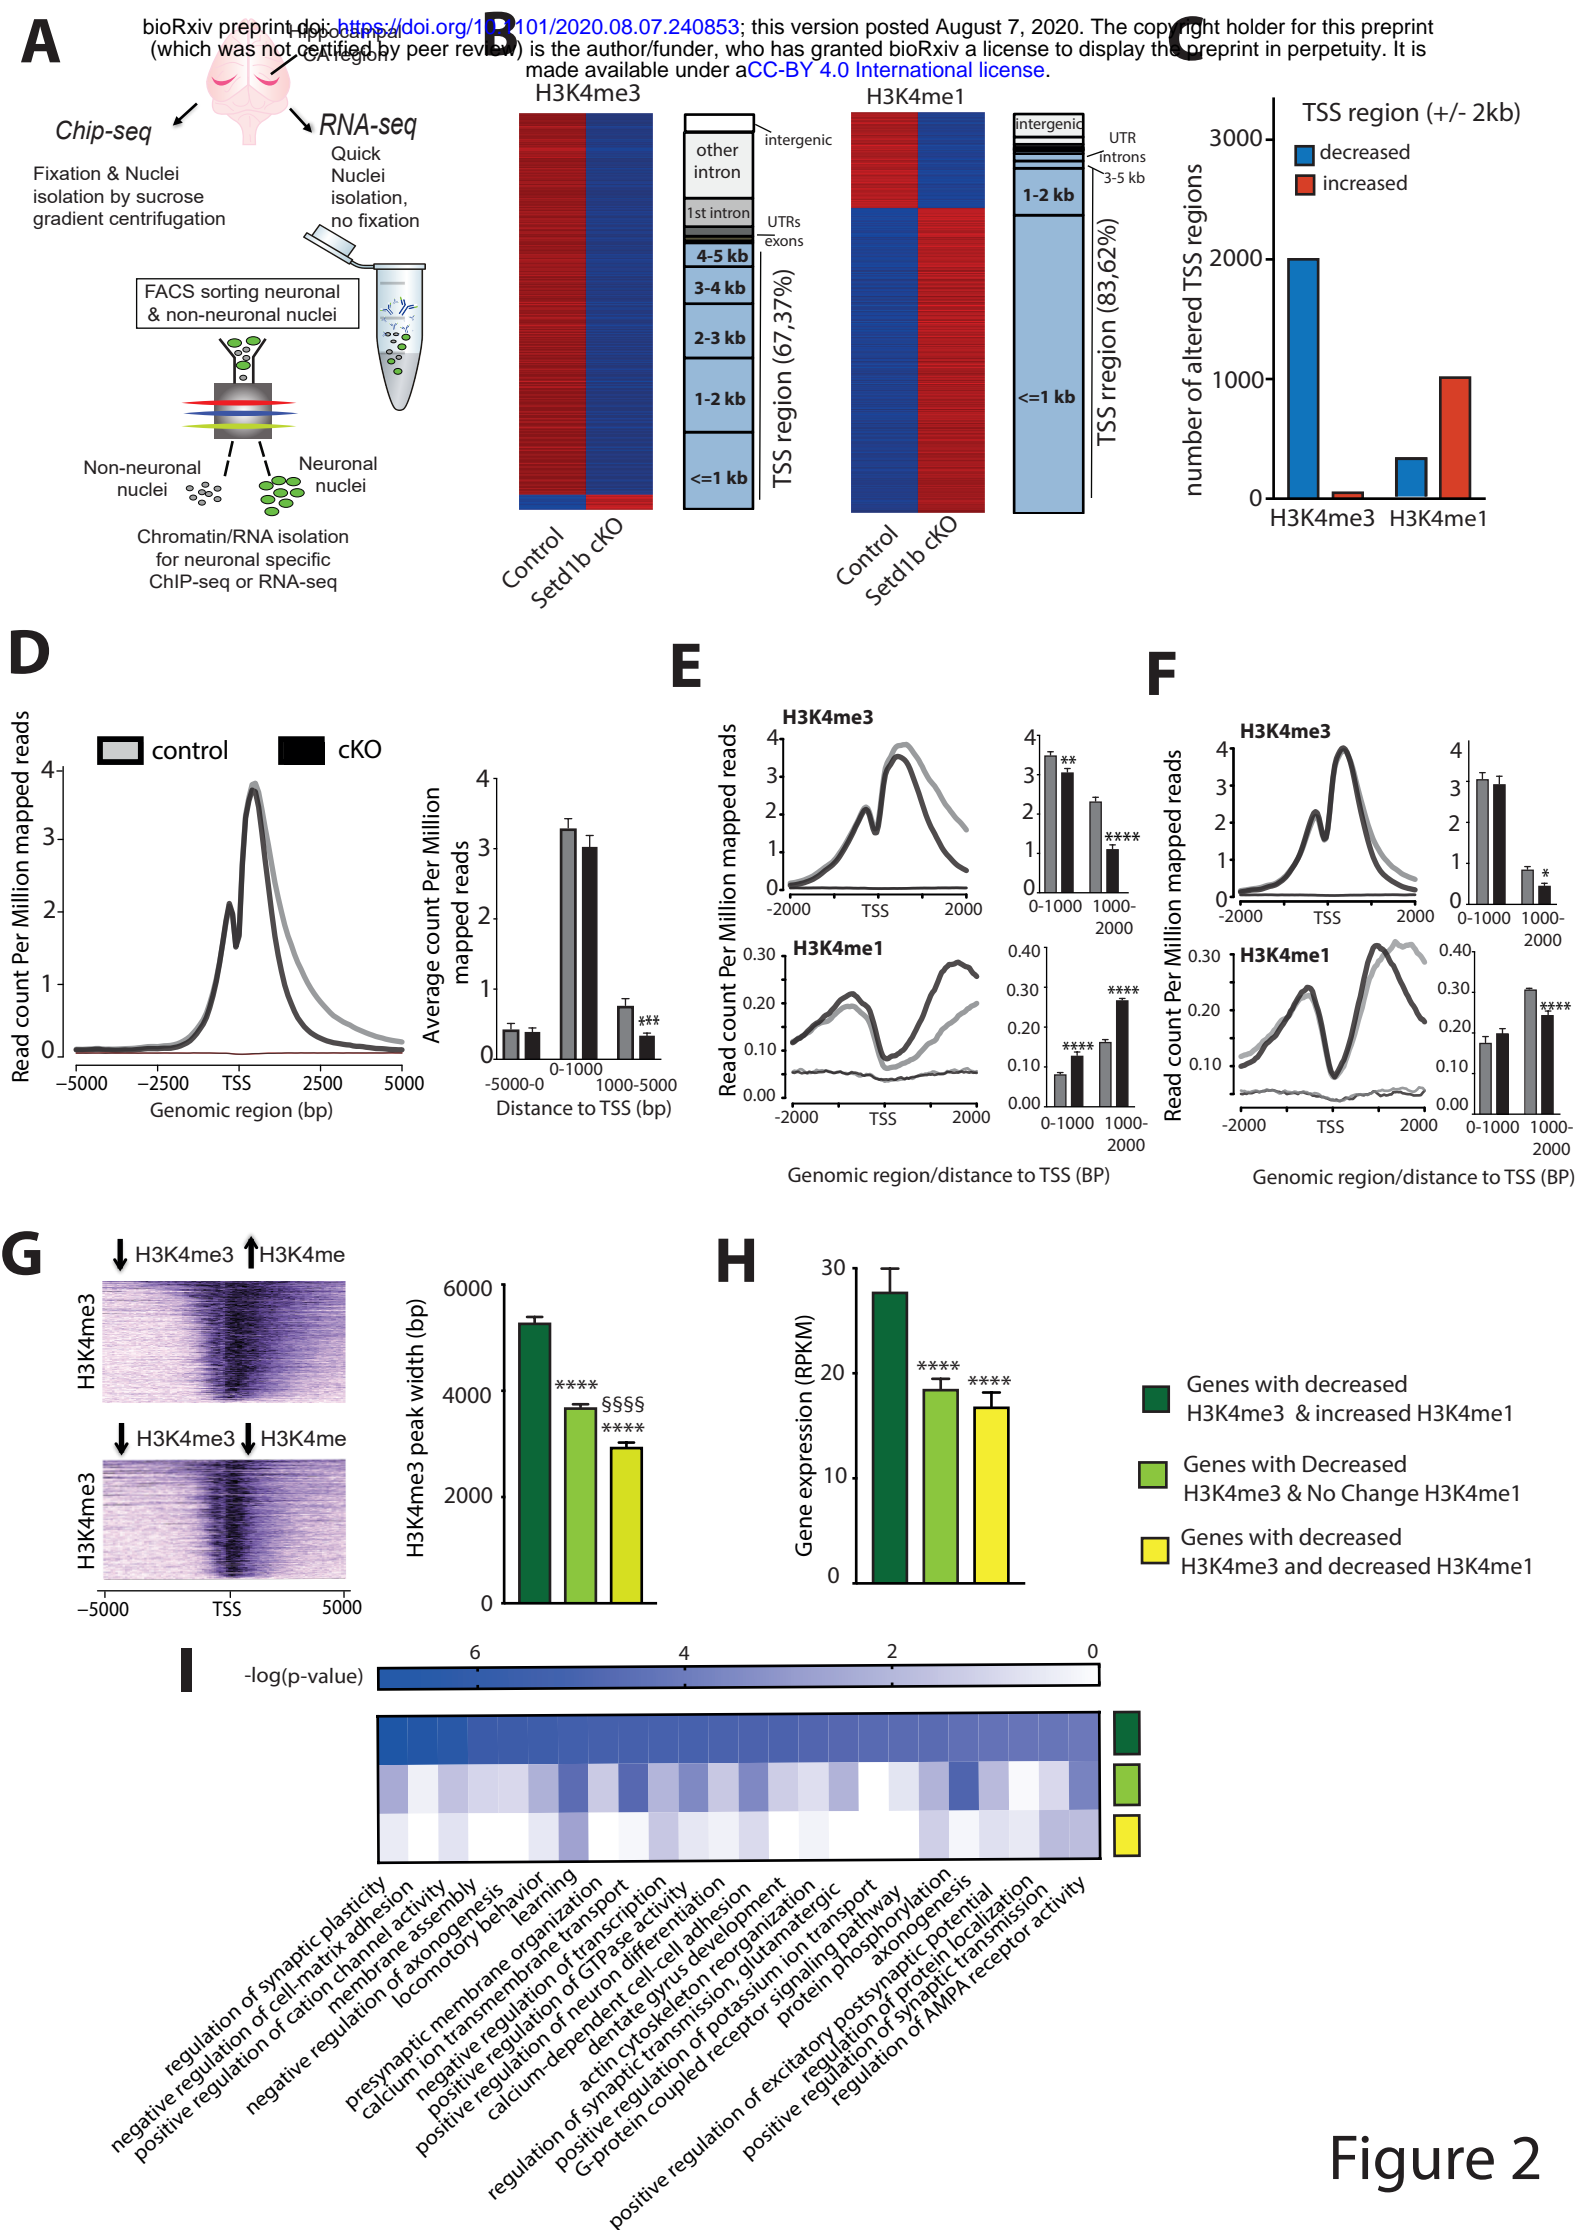 bioRxiv preprint doi: https://doi.org/10.1101/2020.08.07.240853; this version posted August 7, 2020. The copyright holder for this preprint
(which was not certified by peer review) is the author/funder, who has granted bioRxiv a license to display the preprint in perpetuity. It is
made available under aCC-BY 4.0 International license.
A
Hippocampal
CA region
Chip-seq
RNA-seq
Fixation & Nuclei
isolation by sucrose
gradient centrifugation
Quick
Nuclei
isolation,
no fixation
FACS sorting neuronal
& non-neuronal nuclei
Non-neuronal
nuclei
Neuronal
nuclei
Chromatin/RNA isolation
for neuronal specific
ChIP-seq or RNA-seq
B
H3K4me3
intergenic
other
intron
1st intron
UTRs
exons
4-5 kb
3-4 kb
2-3 kb
1-2 kb
<=1 kb
TSS region (67,37%)
Control
Setd1b cKO
H3K4me1
intergenic
UTR
introns
3-5 kb
1-2 kb
<=1 kb
TSS rregion (83,62%)
Control
Setd1b cKO
C
TSS region (+/- 2kb)
decreased
increased
number of altered TSS regions
3000
2000
1000
0
H3K4me3 H3K4me1
D
control
cKO
Read count Per Million mapped reads
4
3
2
1
0
−5000 −2500 TSS 2500 5000
Genomic region (bp)
Average count Per Million
mapped reads
4
3
2
1
0
***
-5000-0 0-1000 1000-5000
Distance to TSS (bp)
E
Read count Per Million mapped reads
H3K4me3
4
3
2
1
0
-2000 TSS 2000
4
3
2
1
0
**
****
0-1000 1000-
2000
H3K4me1
0.30
0.20
0.10
0.00
-2000 TSS 2000
0.40
0.30
0.20
0.10
0.00
****
****
0-1000 1000-
2000
Genomic region/distance to TSS (BP)
F
Read count Per Million mapped reads
H3K4me3
4
3
2
1
0
-2000 TSS 2000
4
3
2
1
0
*
0-1000 1000-
2000
H3K4me1
0.30
0.20
0.10
-2000 TSS 2000
0.40
0.30
0.20
0.10
0.00
****
0-1000 1000-
2000
Genomic region/distance to TSS (BP)
G
H3K4me3 H3K4me
H3K4me3
H3K4me3 H3K4me
H3K4me3
−5000 TSS 5000
H3K4me3 peak width (bp)
6000
4000
2000
0
****
§§§§
****
H
Gene expression (RPKM)
30
20
10
0
****
****
Genes with decreased
H3K4me3 & increased H3K4me1
Genes with Decreased
H3K4me3 & No Change H3K4me1
Genes with decreased
H3K4me3 and decreased H3K4me1
I
-log(p-value)
6 4 2 0
regulation of synaptic plasticity
negative regulation of cell-matrix adhesion
positive regulation of cation channel activity
membrane assembly
negative regulation of axonogenesis
locomotory behavior
learning
presynaptic membrane organization
calcium ion transmembrane transport
negative regulation of transcription
positive regulation of GTPase activity
positive regulation of neuron differentiation
calcium-dependent cell-cell adhesion
dentate gyrus development
actin cytoskeleton reorganization
regulation of synaptic transmission, glutamatergic
positive regulation of potassium ion transport
G-protein coupled receptor signaling pathway
protein phosphorylation
axonogenesis
positive regulation of excitatory postsynaptic potential
regulation of protein localization
positive regulation of synaptic transmission
regulation of AMPA receptor activity
Figure 2